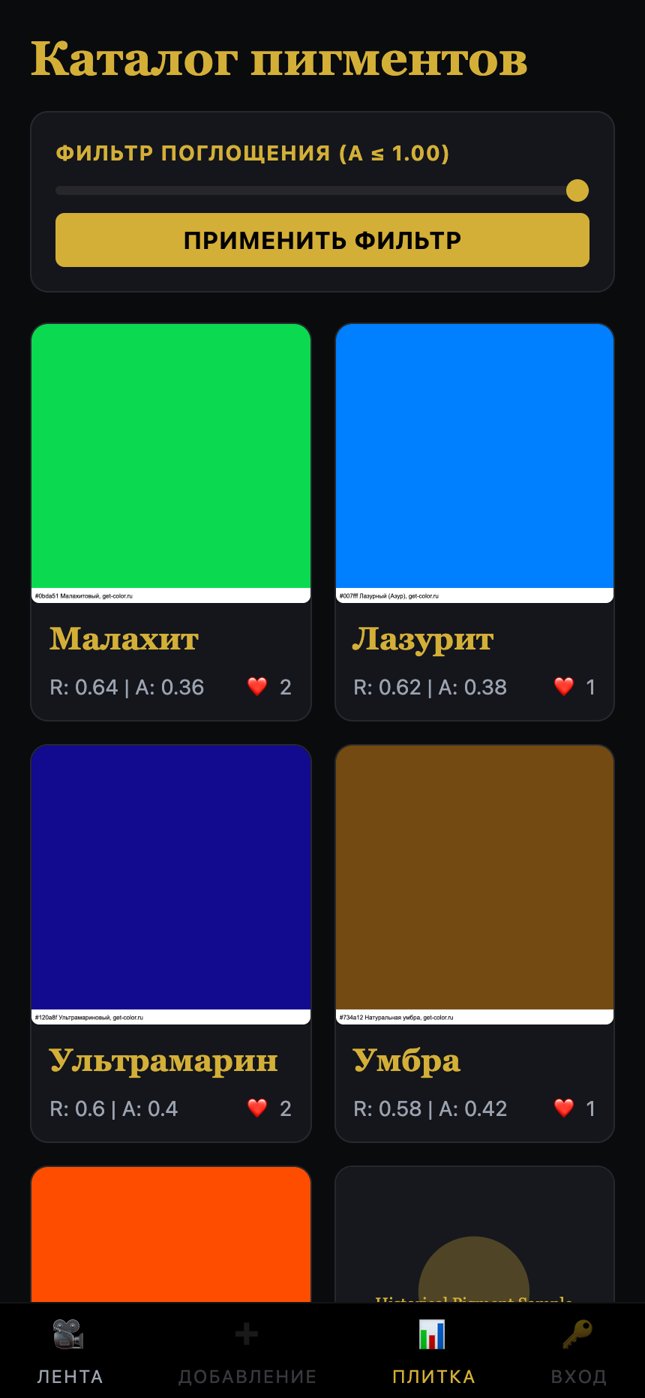 Каталог пигментов
ФИЛЬТР ПОГЛОЩЕНИЯ (A ≤ 1.00)
ПРИМЕНИТЬ ФИЛЬТР
#0bda51 Малахитовый, get-color.ru
#007fff Лазурный (Азур), get-color.ru
Малахит
Лазурит
R: 0.64 | A: 0.36 ❤️ 2
R: 0.62 | A: 0.38 ❤️ 1
#120a8f Ультрамариновый, get-color.ru
#734a12 Натуральная умбра, get-color.ru
Ультрамарин
Умбра
R: 0.6 | A: 0.4 ❤️ 2
R: 0.58 | A: 0.42 ❤️ 1
Historical Pigment Sample
ЛЕНТА
ДОБАВЛЕНИЕ
ПЛИТКА
ВХОД